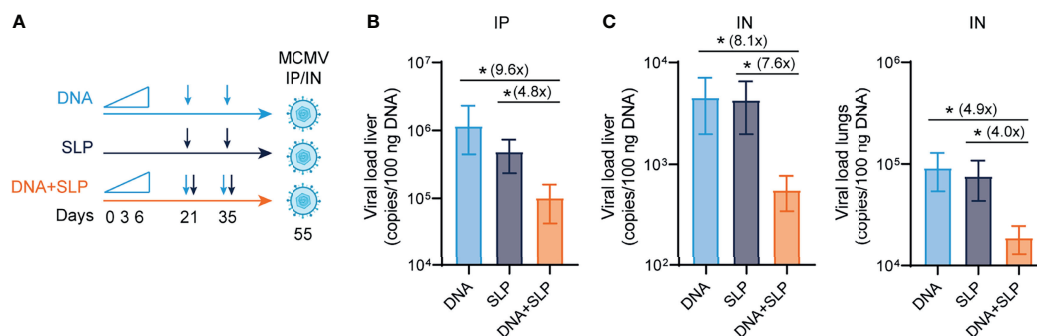 A
MCMV
IP/IN
DNA
SLP
DNA+SLP
Days 0 3 6 21 35
55
B
IP
Viral load liver
(copies/100 ng DNA)
10⁷
10⁶
10⁵
10⁴
* (9.6x)
* (4.8x)
DNA
SLP
DNA+SLP
C
IN
Viral load liver
(copies/100 ng DNA)
10⁴
10³
10²
* (8.1x)
* (7.6x)
DNA
SLP
DNA+SLP
IN
Viral load lungs
(copies/100 ng DNA)
10⁶
10⁵
10⁴
* (4.9x)
* (4.0x)
DNA
SLP
DNA+SLP